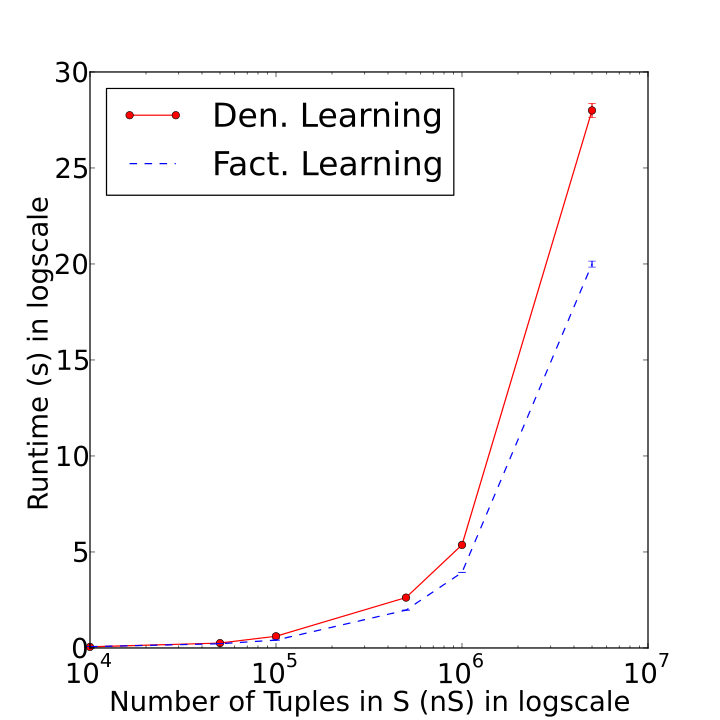 30
25
20
15
10
5
0
Runtime (s) in logscale
Den. Learning
Fact. Learning
10^4
10^5
10^6
10^7
Number of Tuples in S (nS) in logscale